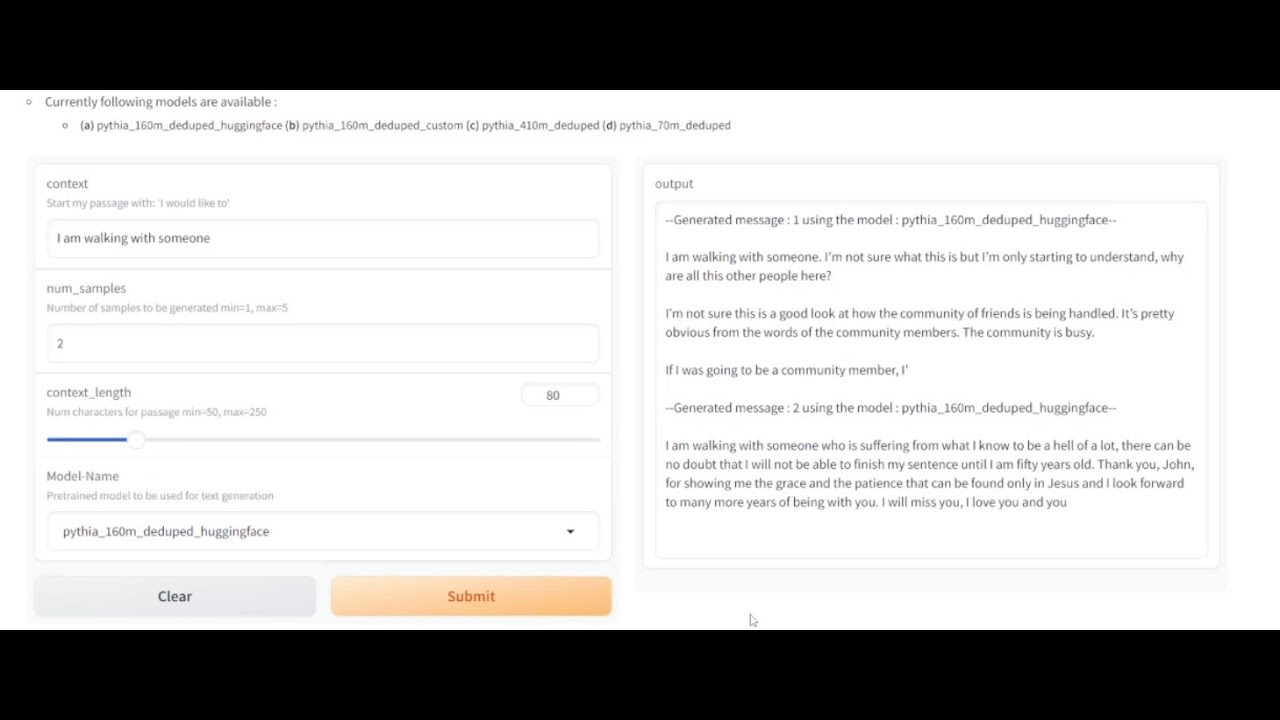 Currently following models are available :
(a) pythia_160m_deduped_huggingface (b) pythia_160m_deduped_custom (c) pythia_410m_deduped (d) pythia_70m_deduped
context
Start my passage with: 'I would like to'
I am walking with someone
num_samples
Number of samples to be generated min=1, max=5
2
context_length
80
Num characters for passage min=50, max=250
Model-Name
Pretrained model to be used for text generation
pythia_160m_deduped_huggingface
Clear
Submit
output
--Generated message : 1 using the model : pythia_160m_deduped_huggingface--
I am walking with someone. I'm not sure what this is but I'm only starting to understand, why
are all this other people here?
I'm not sure this is a good look at how the community of friends is being handled. It's pretty
obvious from the words of the community members. The community is busy.
If I was going to be a community member, I'
--Generated message : 2 using the model : pythia_160m_deduped_huggingface--
I am walking with someone who is suffering from what I know to be a hell of a lot, there can be
no doubt that I will not be able to finish my sentence until I am fifty years old. Thank you, John,
for showing me the grace and the patience that can be found only in Jesus and I look forward
to many more years of being with you. I will miss you, I love you and you